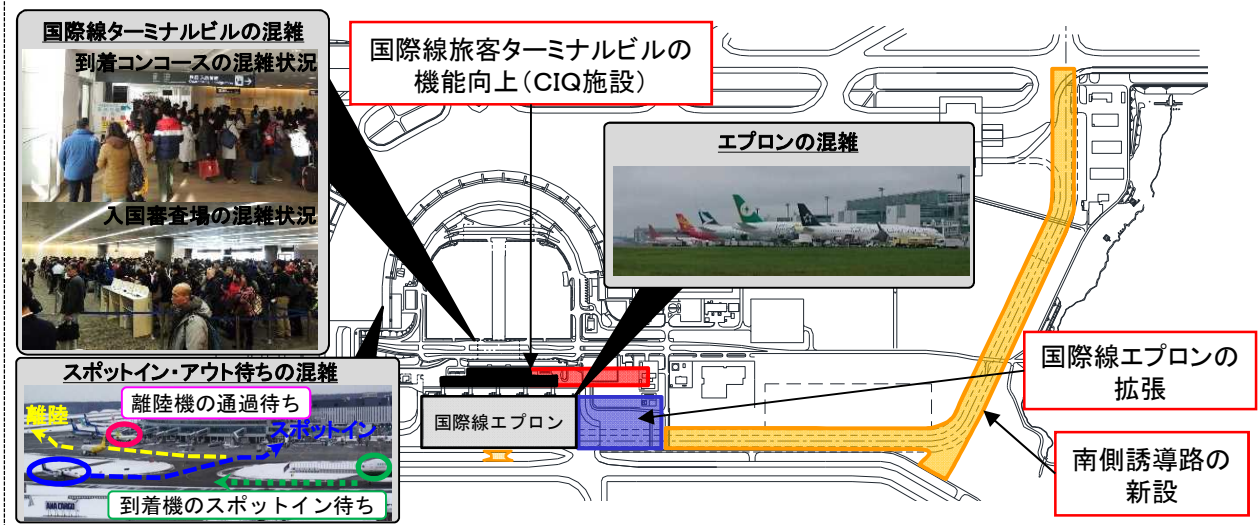 国際線ターミナルビルの混雑
到着コンコースの混雑状況
入国審査場の混雑状況
国際線旅客ターミナルビルの
機能向上(CIQ施設)
エプロンの混雑
スポットイン・アウト待ちの混雑
離陸機の通過待ち
離陸
スポットイン
到着機のスポットイン待ち
ANA CARGO
国際線エプロン
国際線エプロンの
拡張
南側誘導路の
新設